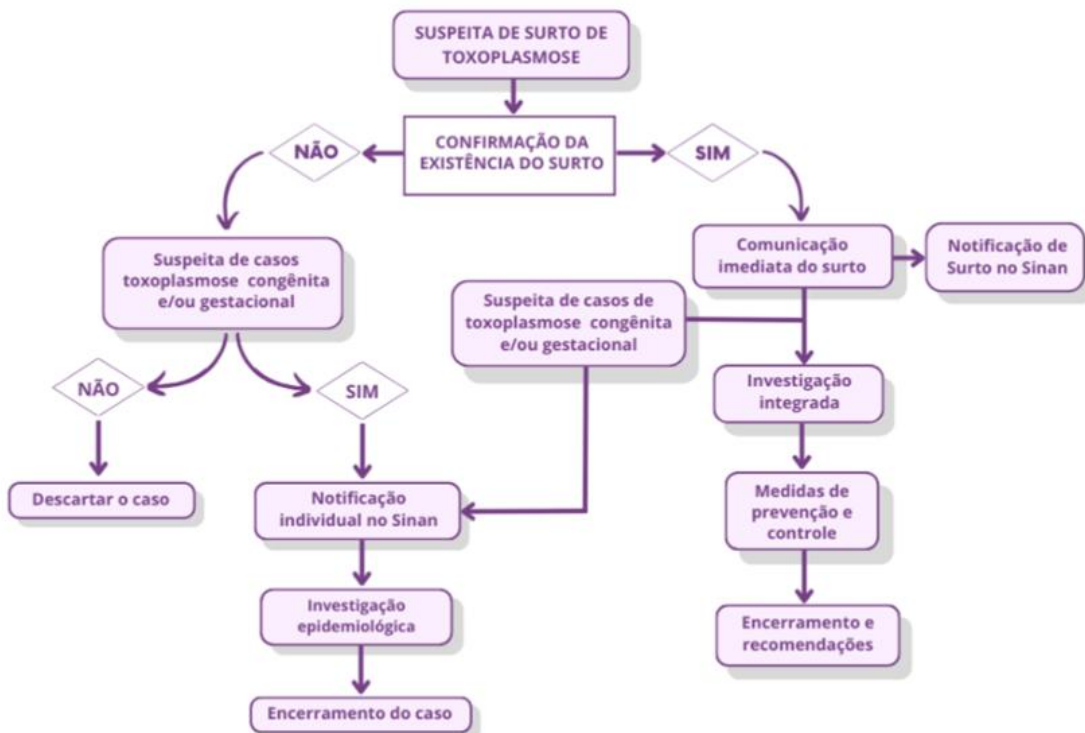 SUSPEITA DE SURTO DE
TOXOPLASMOSE
CONFIRMAÇÃO DA
EXISTÊNCIA DO SURTO
NÃO
SIM
Suspeita de casos
toxoplasmose congênita
e/ou gestacional
Comunicação
imediata do surto
Notificação de
Surto no Sinan
Suspeita de casos de
toxoplasmose congênita
e/ou gestacional
NÃO
SIM
Investigação
integrada
Descartar o caso
Notificação
individual no Sinan
Medidas de
prevenção e
controle
Investigação
epidemiológica
Encerramento e
recomendações
Encerramento do caso